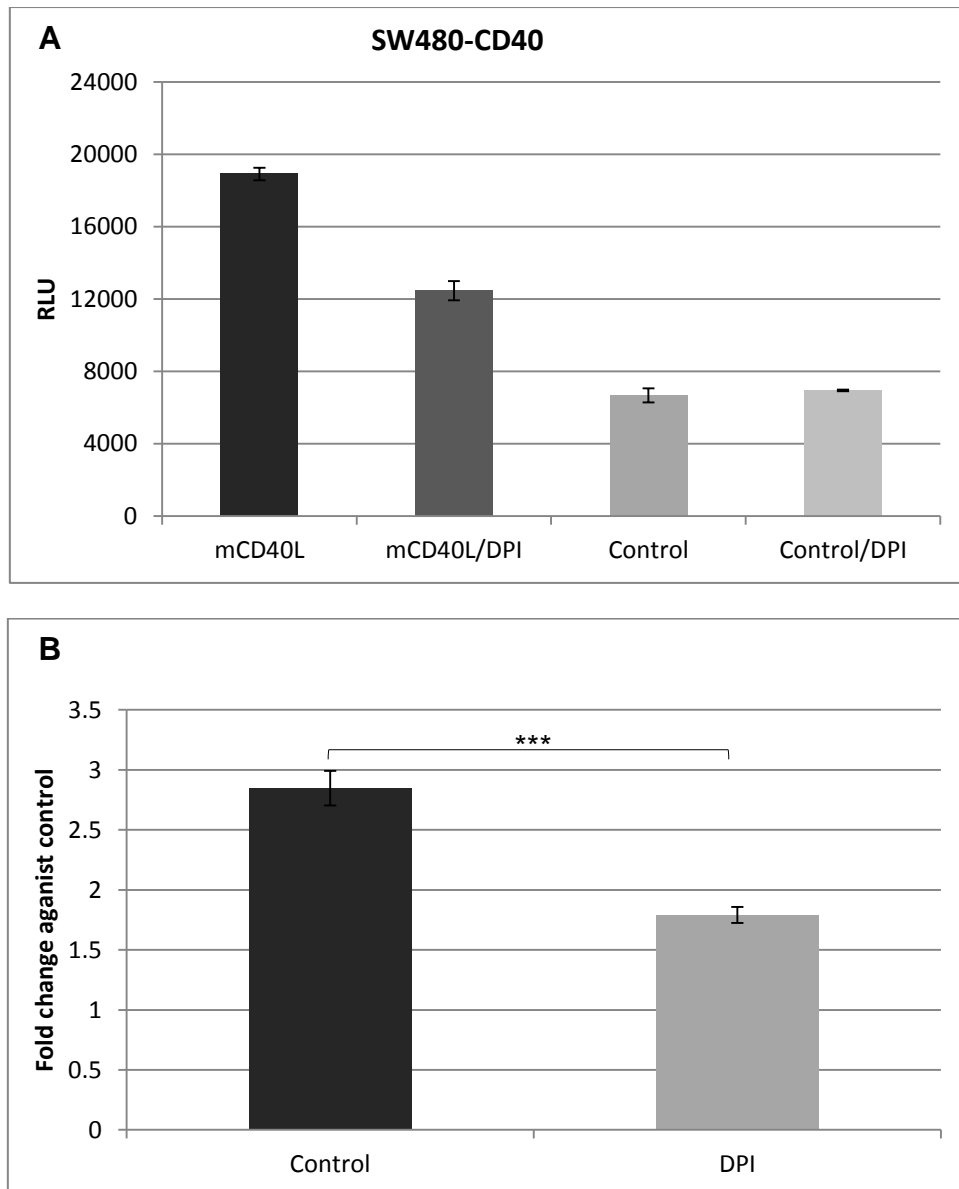 A
SW480-CD40
24000
20000
16000
12000
8000
4000
0
RLU
mCD40L mCD40L/DPI Control Control/DPI
B
3.5
3
2.5
2
1.5
1
0.5
0
Fold change aganist control
***
Control DPI